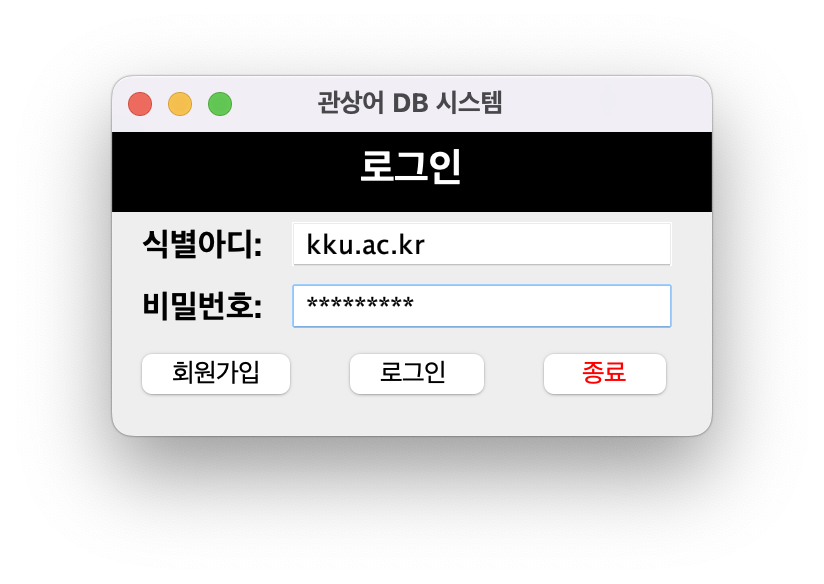 관상어 DB 시스템
로그인
식별아디: kku.ac.kr
비밀번호: *********
회원가입 로그인 종료